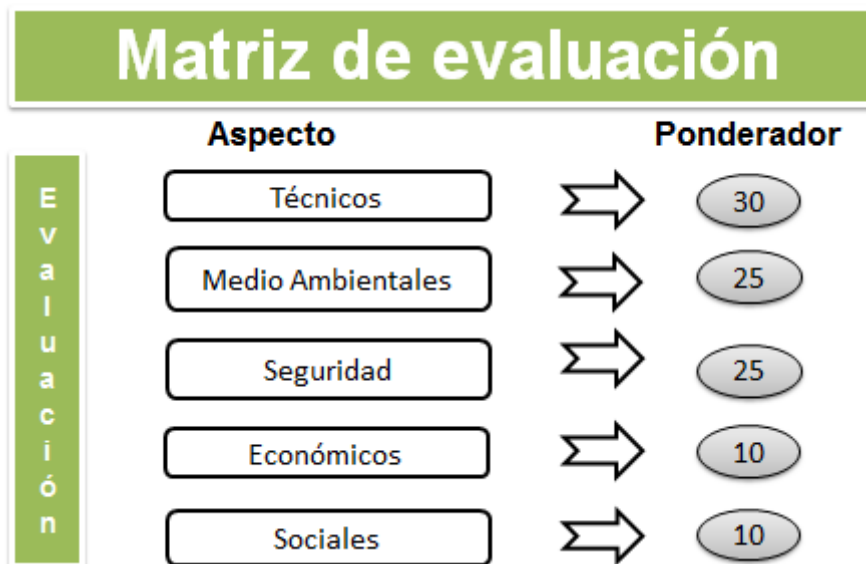 Matriz de evaluación
Aspecto Ponderador
Evaluación
Técnicos 30
Medio Ambientales 25
Seguridad 25
Económicos 10
Sociales 10